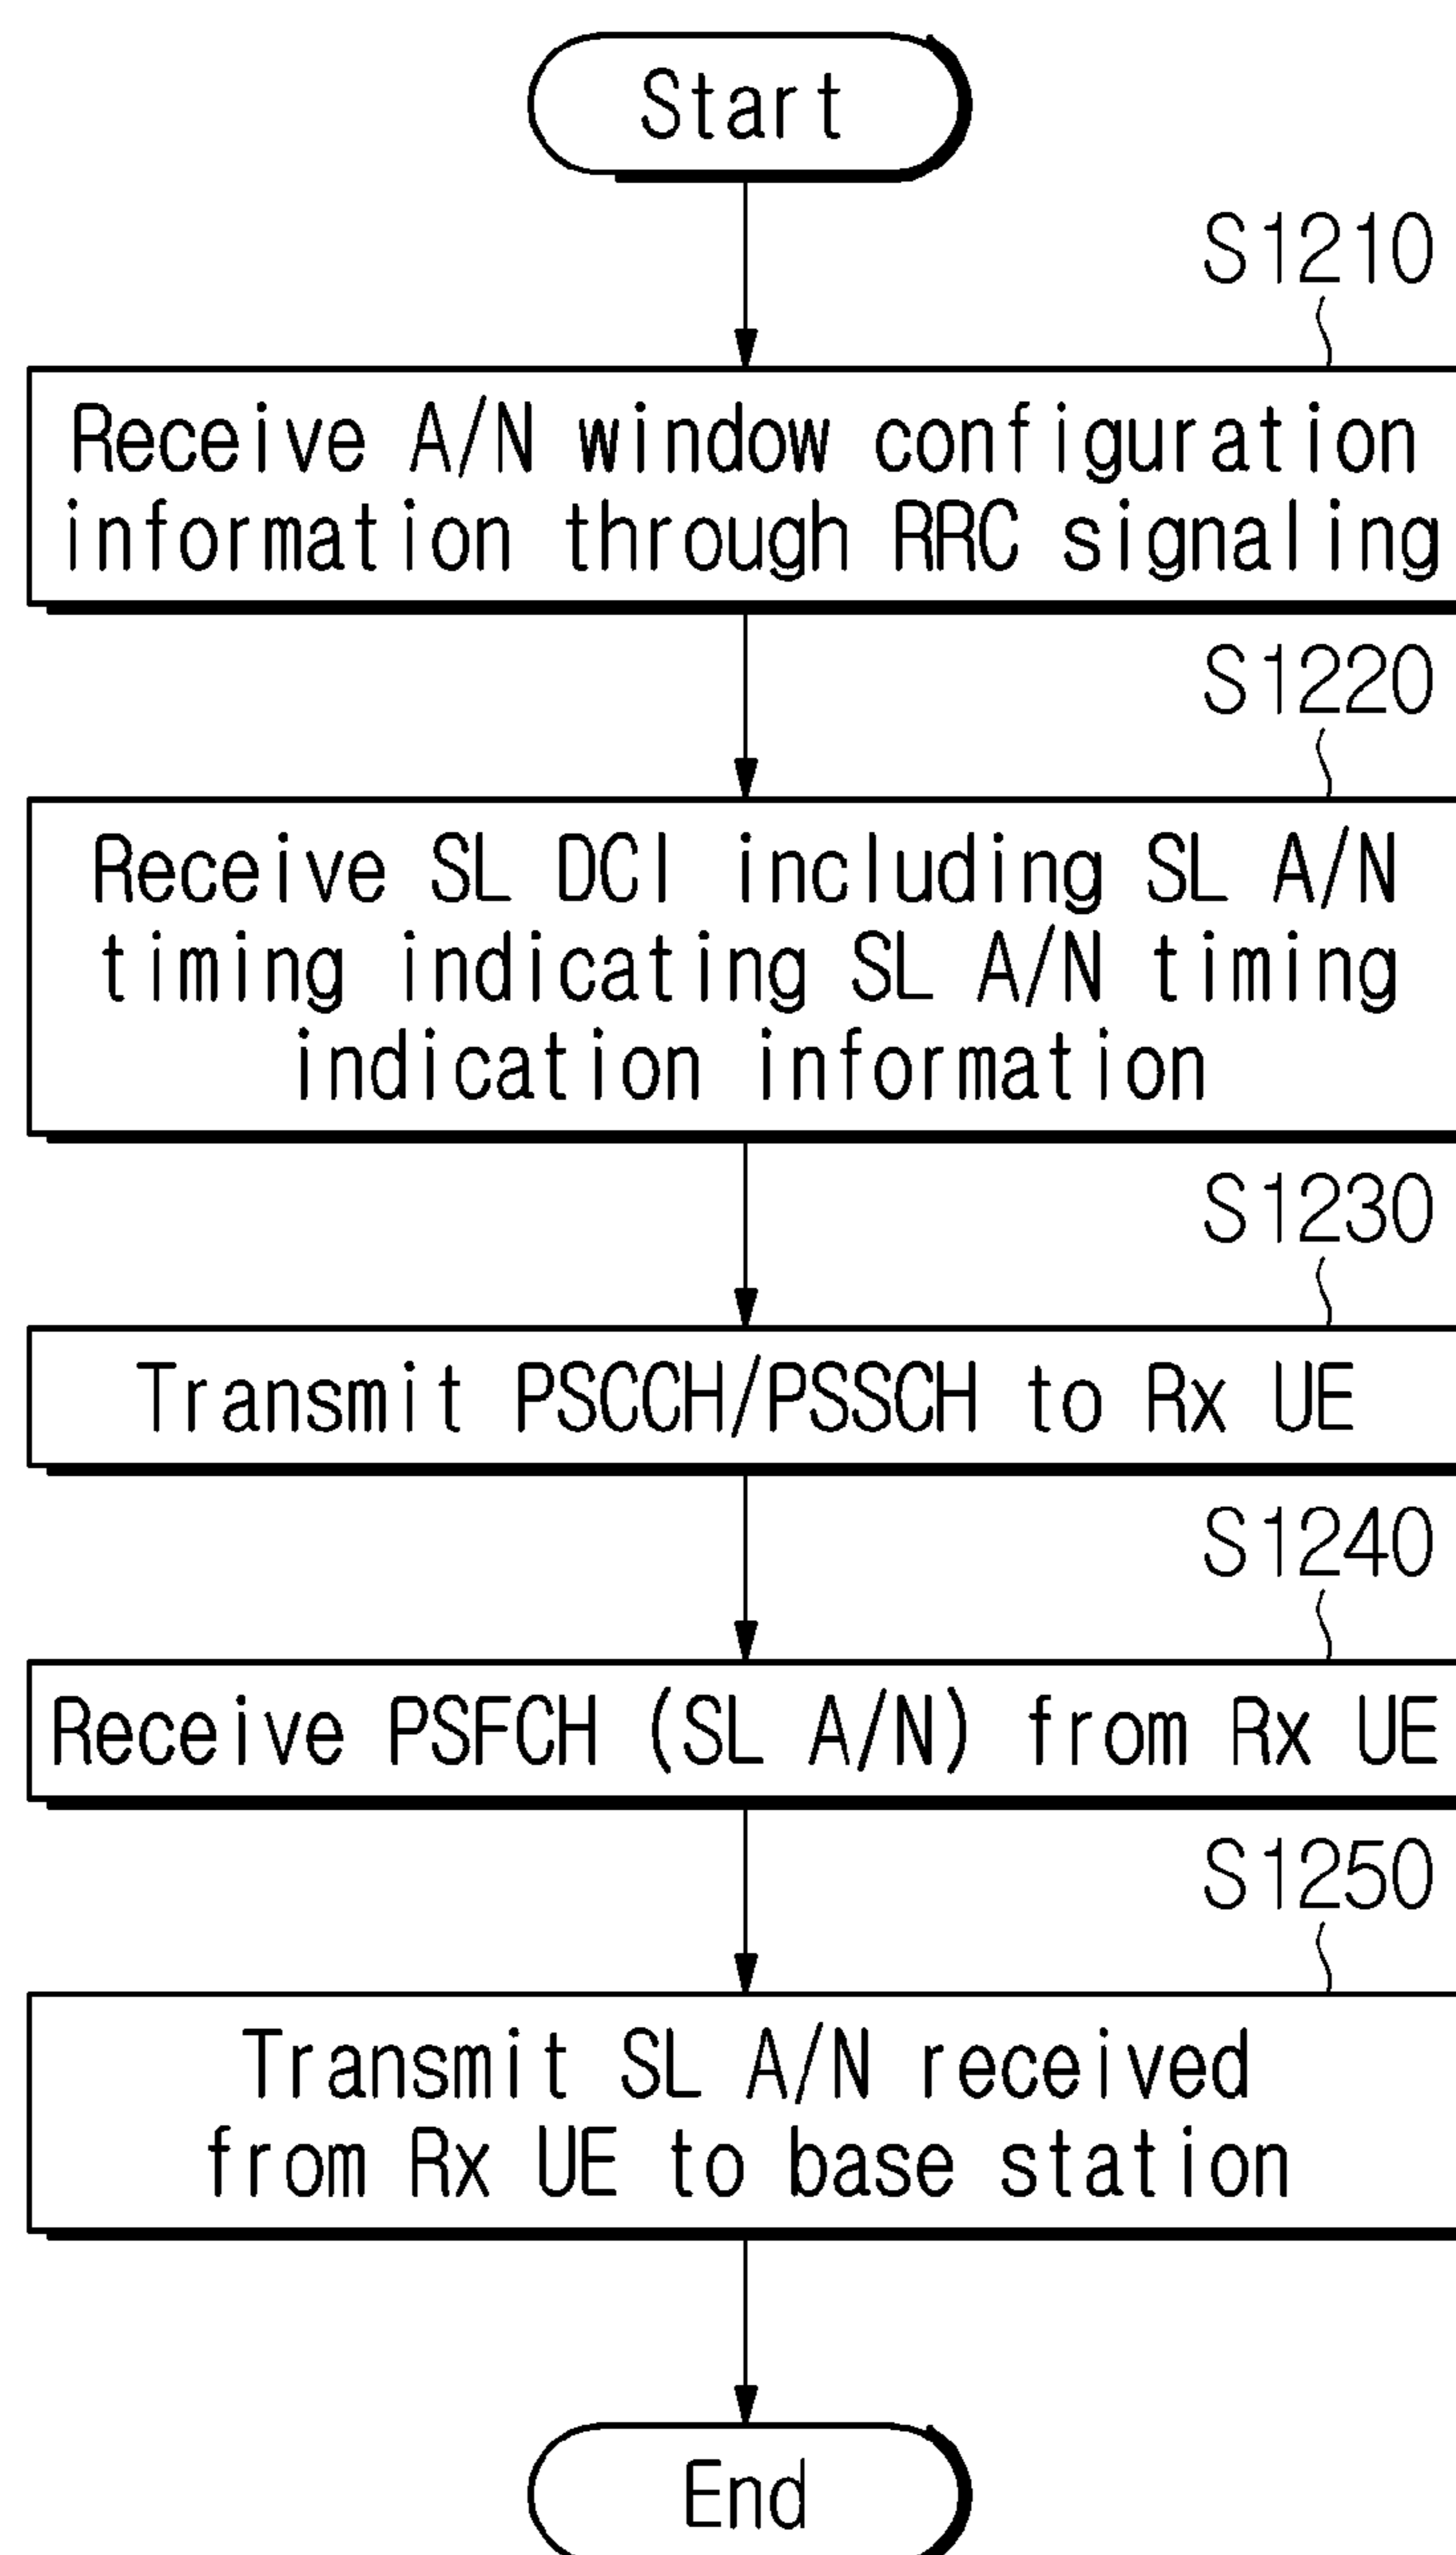 Start
S1210
Receive A/N window configuration
information through RRC signaling
S1220
Receive SL DCI including SL A/N
timing indicating SL A/N timing
indication information
S1230
Transmit PSCCH/PSSCH to Rx UE
S1240
Receive PSFCH (SL A/N) from Rx UE
S1250
Transmit SL A/N received
from Rx UE to base station
End